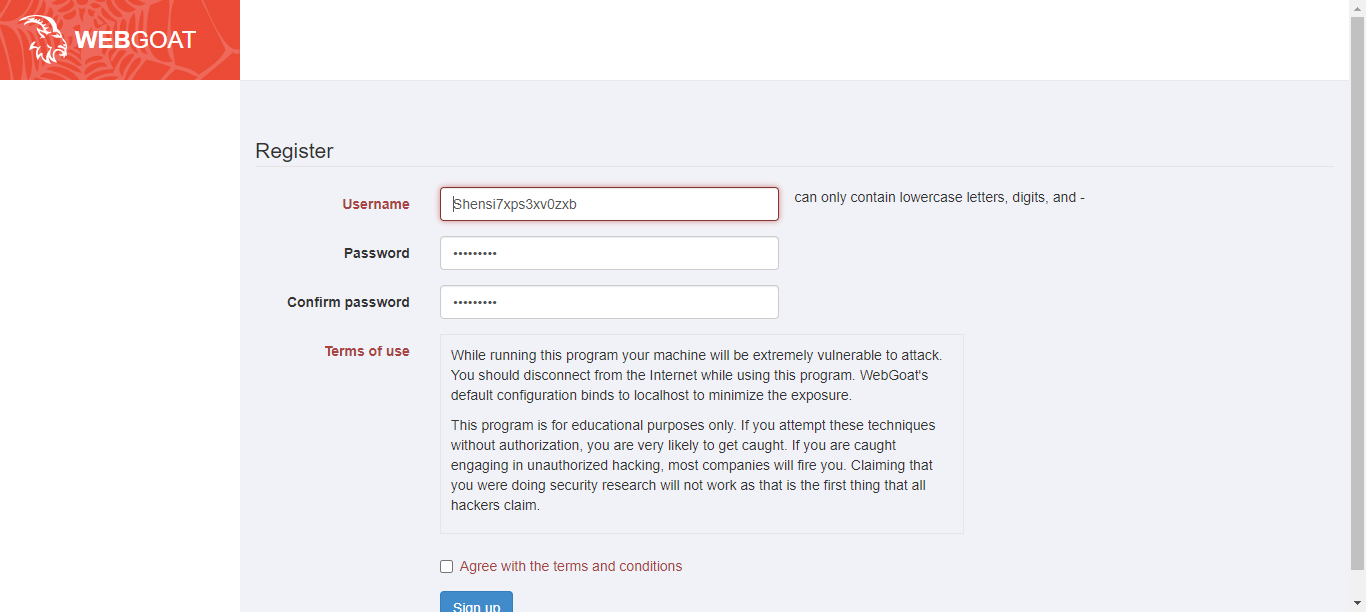 WEBGOAT
Register
Username
Shensi7xps3xv0zxb
can only contain lowercase letters, digits, and -
Password
•••••••••
Confirm password
•••••••••
Terms of use
While running this program your machine will be extremely vulnerable to attack.
You should disconnect from the Internet while using this program. WebGoat's
default configuration binds to localhost to minimize the exposure.
This program is for educational purposes only. If you attempt these techniques
without authorization, you are very likely to get caught. If you are caught
engaging in unauthorized hacking, most companies will fire you. Claiming that
you were doing security research will not work as that is the first thing that all
hackers claim.
Agree with the terms and conditions
Sign up